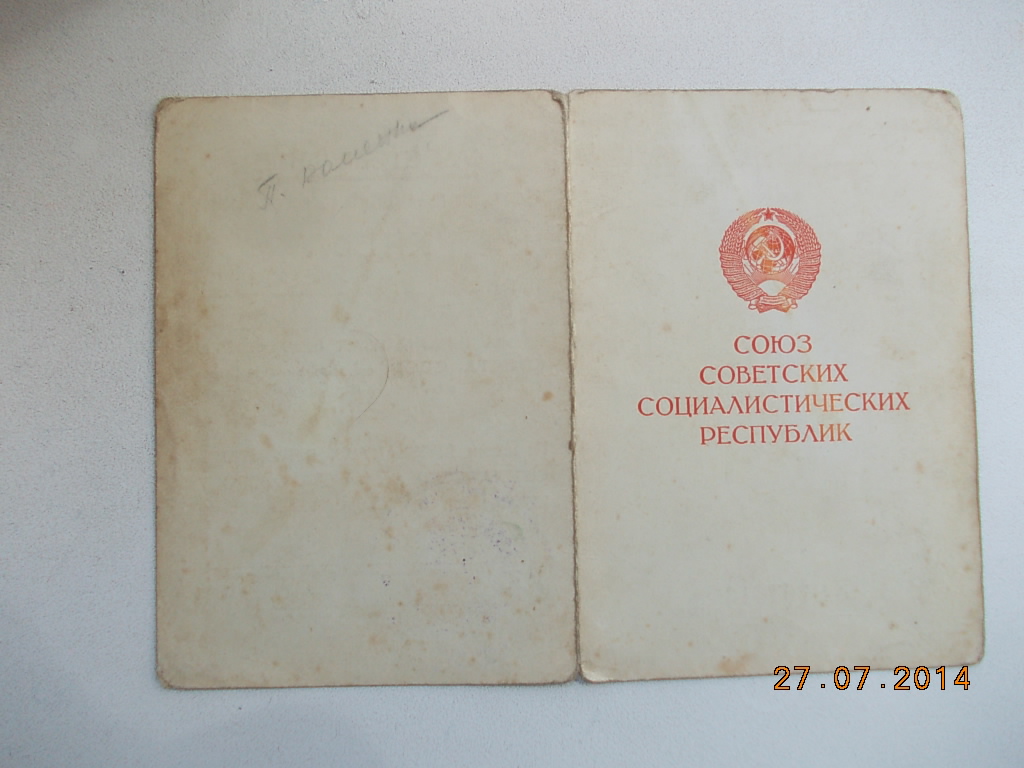 СОЮЗ
СОВЕТСКИХ
СОЦИАЛИСТИЧЕСКИХ
РЕСПУБЛИК
27.07.2014